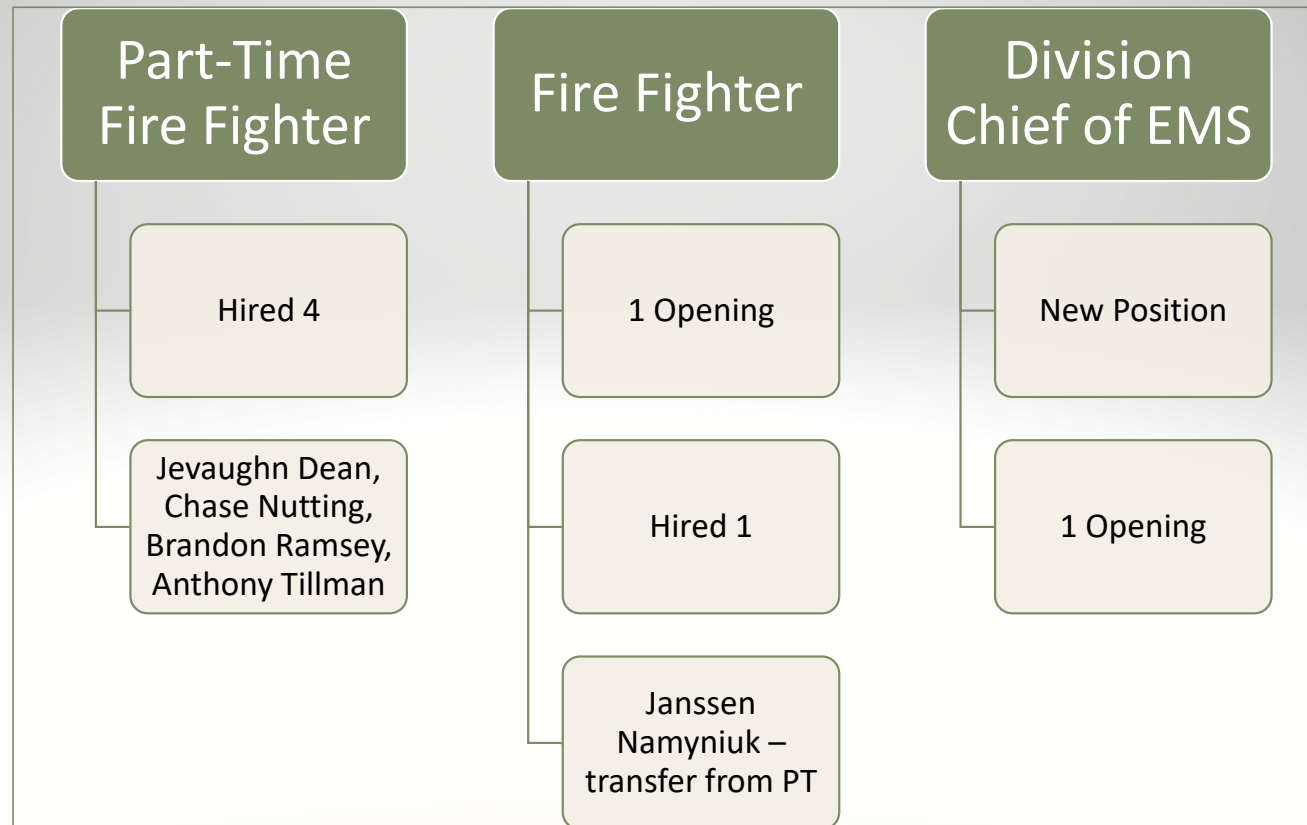 Part-Time
Fire Fighter
Hired 4
Jevaughn Dean,
Chase Nutting,
Brandon Ramsey,
Anthony Tillman
Fire Fighter
1 Opening
Hired 1
Janssen
Namyniuk –
transfer from PT
Division
Chief of EMS
New Position
1 Opening